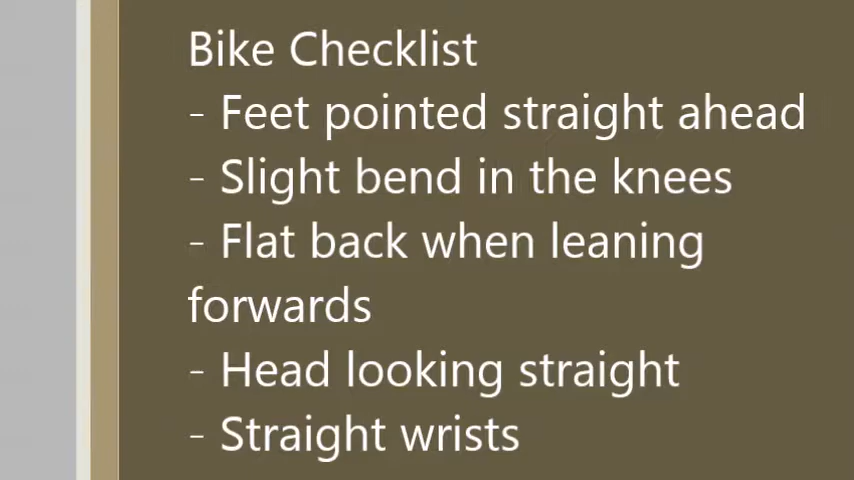 Bike Checklist
- Feet pointed straight ahead
- Slight bend in the knees
- Flat back when leaning
forwards
- Head looking straight
- Straight wrists